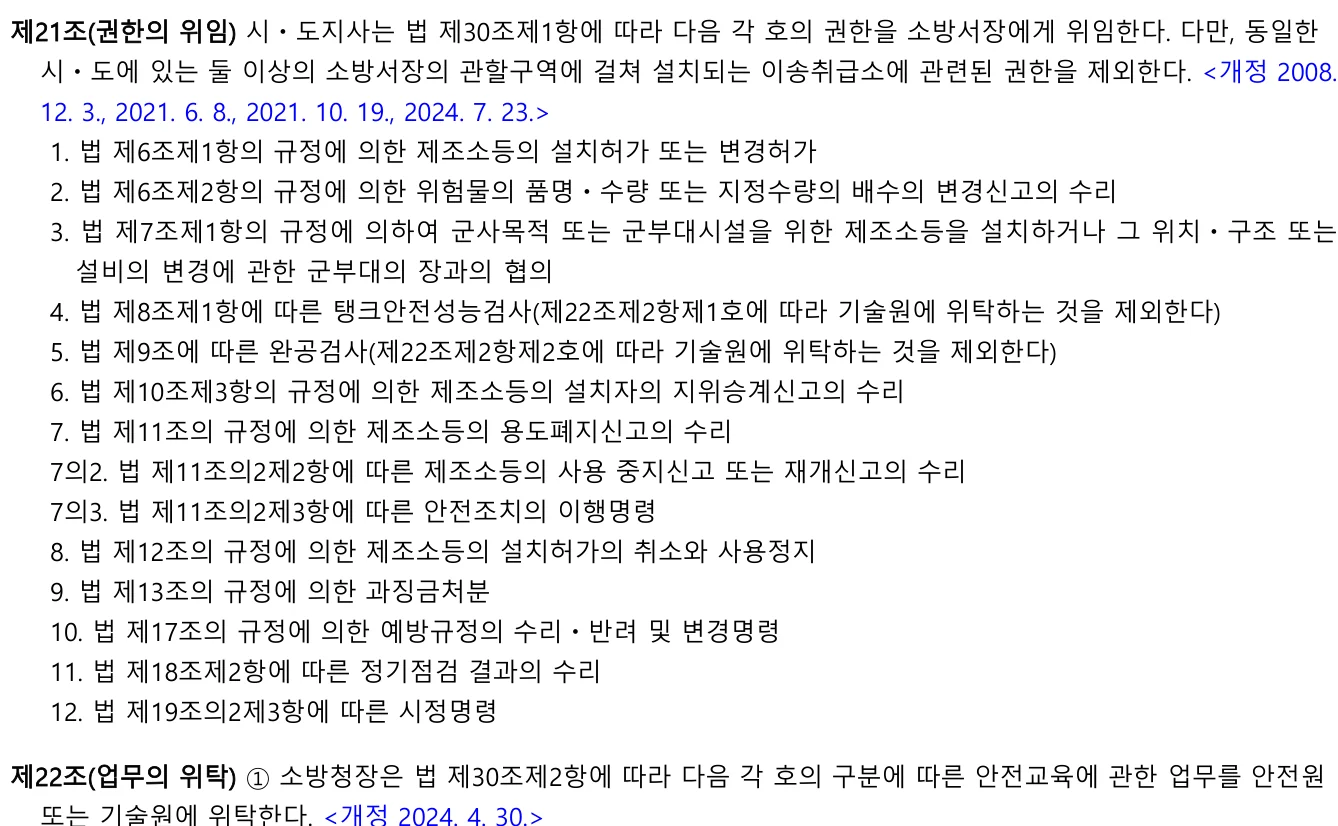 제21조(권한의 위임) 시ㆍ도지사는 법 제30조제1항에 따라 다음 각 호의 권한을 소방서장에게 위임한다. 다만, 동일한
시ㆍ도에 있는 둘 이상의 소방서장의 관할구역에 걸쳐 설치되는 이송취급소에 관련된 권한을 제외한다. <개정 2008.
12. 3., 2021. 6. 8., 2021. 10. 19., 2024. 7. 23.>
1. 법 제6조제1항의 규정에 의한 제조소등의 설치허가 또는 변경허가
2. 법 제6조제2항의 규정에 의한 위험물의 품명ㆍ수량 또는 지정수량의 배수의 변경신고의 수리
3. 법 제7조제1항의 규정에 의하여 군사목적 또는 군부대시설을 위한 제조소등을 설치하거나 그 위치ㆍ구조 또는
설비의 변경에 관한 군부대의 장과의 협의
4. 법 제8조제1항에 따른 탱크안전성능검사(제22조제2항제1호에 따라 기술원에 위탁하는 것을 제외한다)
5. 법 제9조에 따른 완공검사(제22조제2항제2호에 따라 기술원에 위탁하는 것을 제외한다)
6. 법 제10조제3항의 규정에 의한 제조소등의 설치자의 지위승계신고의 수리
7. 법 제11조의 규정에 의한 제조소등의 용도폐지신고의 수리
7의2. 법 제11조의2제2항에 따른 제조소등의 사용 중지신고 또는 재개신고의 수리
7의3. 법 제11조의2제3항에 따른 안전조치의 이행명령
8. 법 제12조의 규정에 의한 제조소등의 설치허가의 취소와 사용정지
9. 법 제13조의 규정에 의한 과징금처분
10. 법 제17조의 규정에 의한 예방규정의 수리ㆍ반려 및 변경명령
11. 법 제18조제2항에 따른 정기점검 결과의 수리
12. 법 제19조의2제3항에 따른 시정명령
제22조(업무의 위탁) ① 소방청장은 법 제30조제2항에 따라 다음 각 호의 구분에 따른 안전교육에 관한 업무를 안전원
또는 기술원에 위탁한다. <개정 2024. 4. 30.>